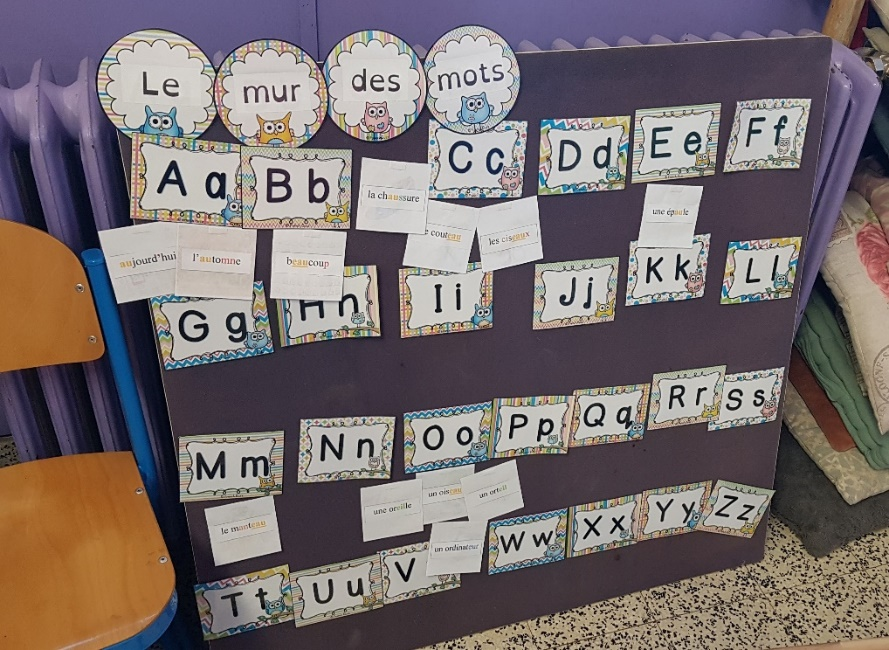 Le mur des mots
Aa Bb Cc Dd Ee Ff
la chaussure
couteau
les ciseaux
une épaule
aujourd'hui
l'automne
beaucoup
Gg Hh Ii Jj Kk Ll
Mm Nn Oo Pp Qq Rr Ss
le manteau
une oreille
un oiseau
un orteil
un ordinateur
Tt Uu V Ww Xx Yy Zz